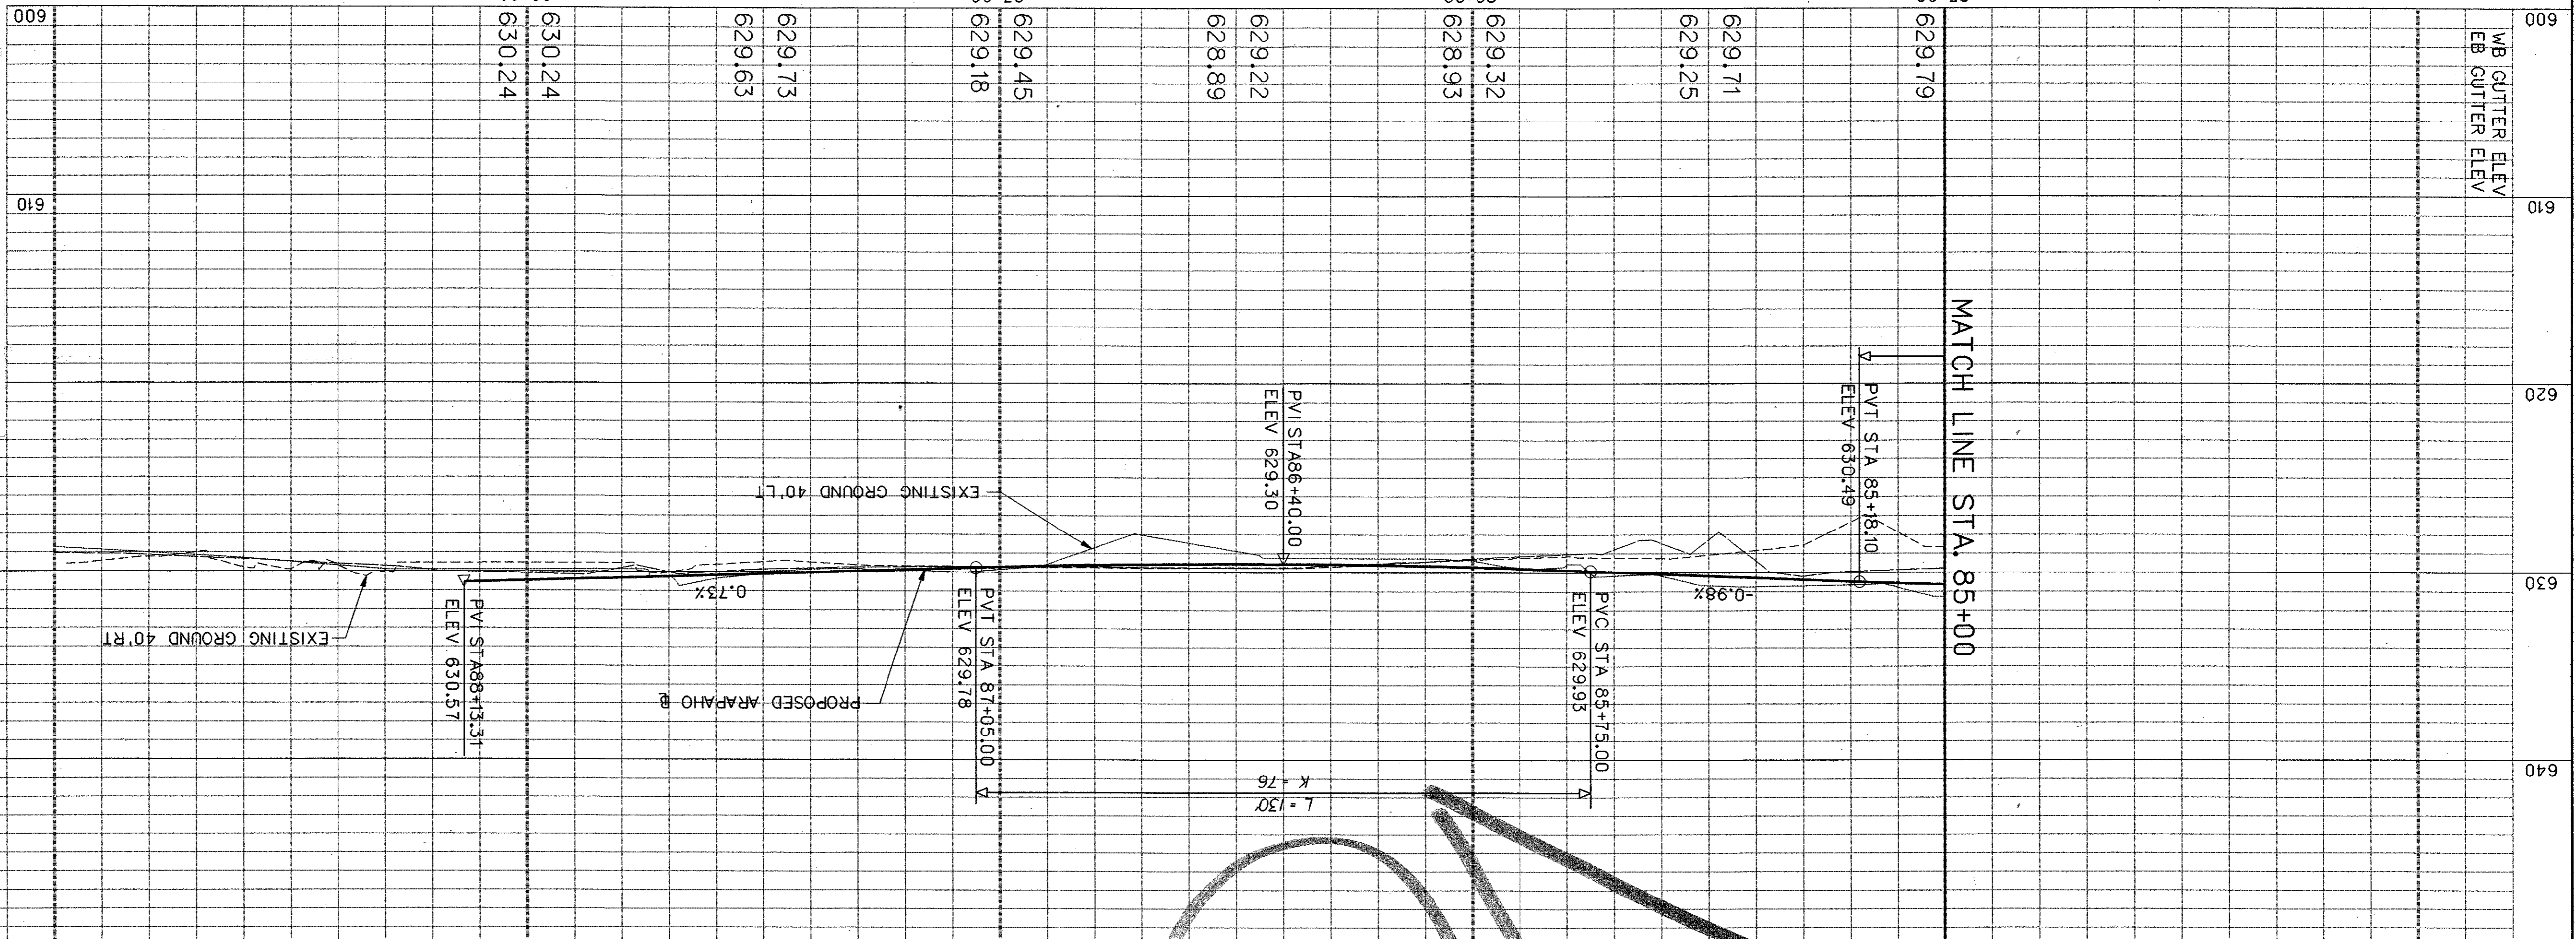 WB GUTTER ELEV
EB GUTTER ELEV
600
610
620
630
640
MATCH LINE STA. 85+00
629.79
PVT STA 85+18.10
ELEV 630.49
-0.98%
629.71
629.25
PVC STA 85+75.00
ELEV 629.93
629.32
628.93
PVI STA86+40.00
ELEV 629.30
L = 130'
K = 76
629.22
628.89
EXISTING GROUND 40'LT
629.45
629.18
PVT STA 87+05.00
ELEV 629.78
PROPOSED ARAPAHO
0.73%
629.73
629.63
630.24
630.24
PVI STA88+13.31
ELEV 630.57
EXISTING GROUND 40'RT
600
610